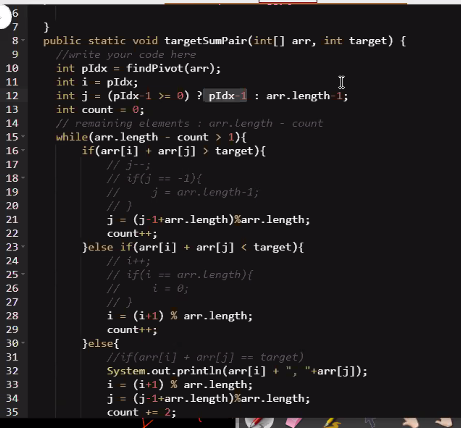 6
7 }
8 public static void targetSumPair(int[] arr, int target) {
9 //write your code here
10 int pIdx = findPivot(arr);
11 int i = pIdx;
12 int j = (pIdx-1 >= 0) ? pIdx-1 : arr.length-1;
13 int count = 0;
14 // remaining elements : arr.length - count
15 while(arr.length - count > 1){
16 if(arr[i] + arr[j] > target){
17 // j--;
18 // if(j == -1){
19 // j = arr.length-1;
20 // }
21 j = (j-1+arr.length)%arr.length;
22 count++;
23 }else if(arr[i] + arr[j] < target){
24 // i++;
25 // if(i == arr.length){
26 // i = 0;
27 // }
28 i = (i+1) % arr.length;
29 count++;
30 }else{
31 //if(arr[i] + arr[j] == target)
32 System.out.println(arr[i] + ", "+arr[j]);
33 i = (i+1) % arr.length;
34 j = (j-1+arr.length)%arr.length;
35 count += 2;